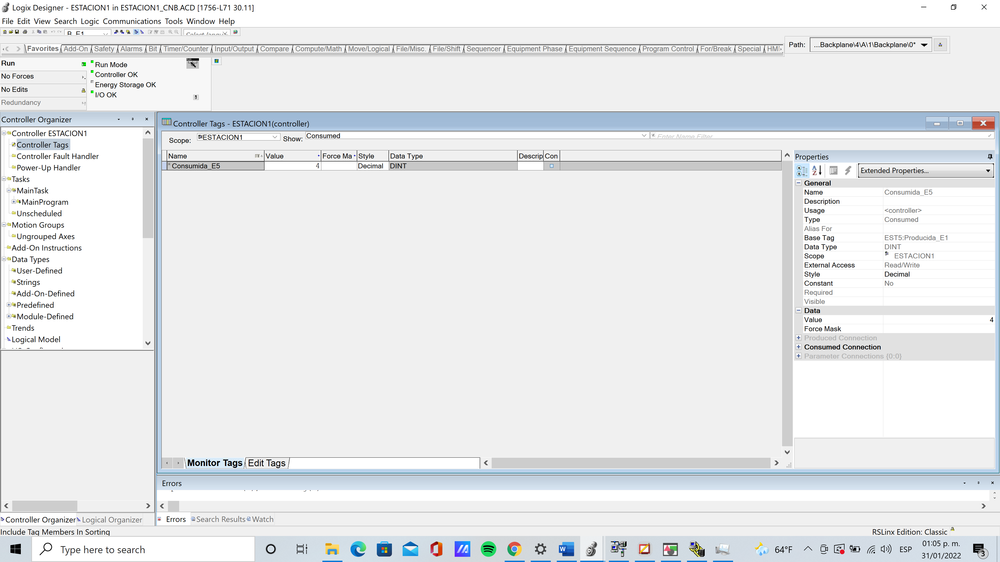 Logix Designer - ESTACION1 in ESTACION1_CNB.ACD [1756-L71 30.11]
File Edit View Search Logic Communications Tools Window Help
B_E1
Select langu
Favorites Add-On Safety Alarms Bit Timer/Counter Input/Output Compare Compute/Math Move/Logical File/Misc. File/Shift Sequencer Equipment Phase Equipment Sequence Program Control For/Break Special HMI
Path: ...Backplane\4\A\1\Backplane\0*
Run
No Forces
No Edits
Redundancy
RUN
Run Mode
Controller OK
Energy Storage OK
I/O OK
Controller Organizer
Controller ESTACION1
Controller Tags
Controller Fault Handler
Power-Up Handler
Tasks
MainTask
MainProgram
Unscheduled
Motion Groups
Ungrouped Axes
Add-On Instructions
Data Types
User-Defined
Strings
Add-On-Defined
Predefined
Module-Defined
Trends
Logical Model
Controller Organizer Logical Organizer
Controller Tags - ESTACION1(controller)
Scope: ESTACION1 Show: Consumed Enter Name Filter
Name Value Force Ma Style Data Type Descrip Con
Consumida_E5 4 Decimal DINT
Monitor Tags Edit Tags
Properties
Extended Properties...
General
Name Consumida_E5
Description
Usage <controller>
Type Consumed
Alias For
Base Tag EST5:Producida_E1
Data Type DINT
Scope ESTACION1
External Access Read/Write
Style Decimal
Constant No
Required
Visible
Data
Value 4
Force Mask
Produced Connection
Consumed Connection
Parameter Connections {0:0}
Errors
Errors Search Results Watch
Include Tag Members In Sorting
RSLinx Edition: Classic
Type here to search
64°F
ESP
01:05 p. m.
31/01/2022
3